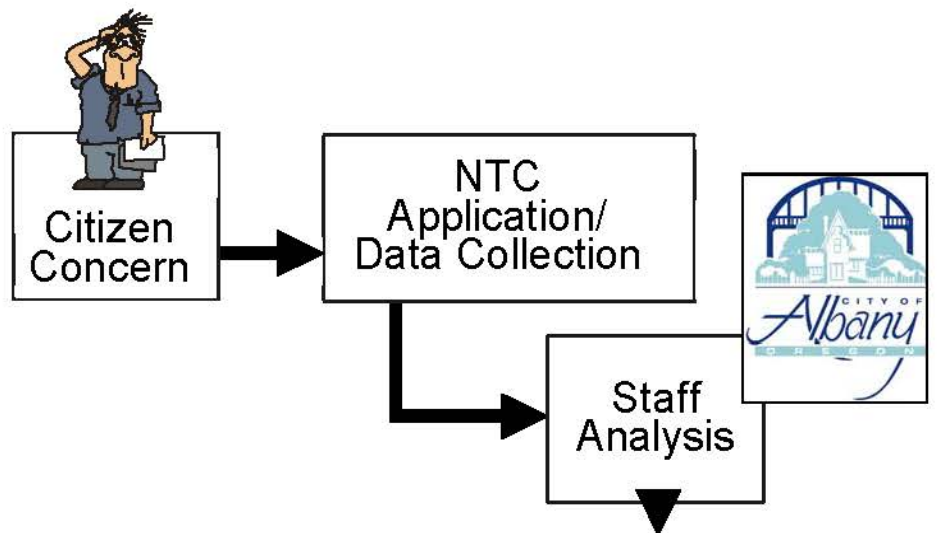 Citizen
Concern
NTC
Application/
Data Collection
CITY OF
Albany
OREGON
Staff
Analysis